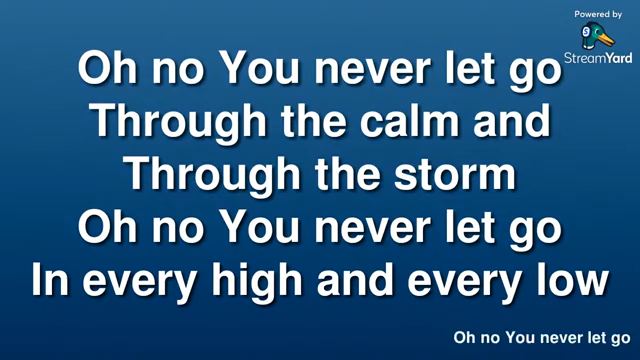 Powered by
StreamYard
Oh no You never let go
Through the calm and
Through the storm
Oh no You never let go
In every high and every low
Oh no You never let go